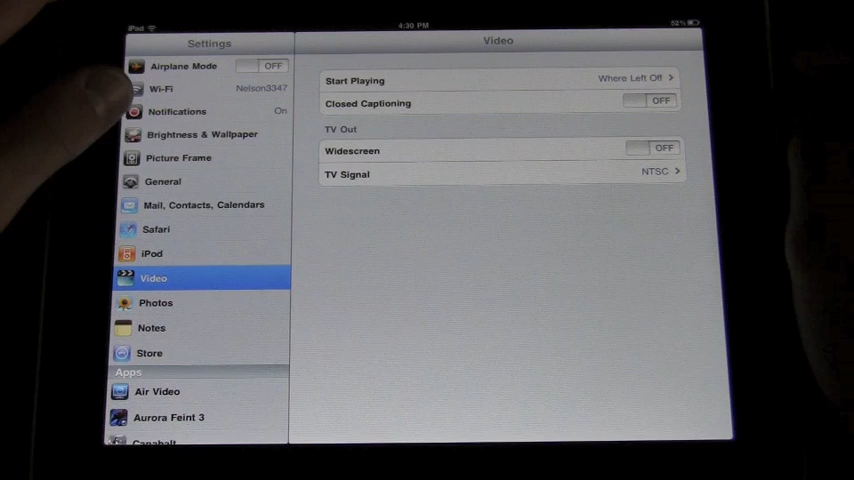 iPad 4:30 PM 52%
Settings
Video
Airplane Mode OFF
Wi-Fi Nelson3347
Notifications On
Brightness & Wallpaper
Picture Frame
General
Mail, Contacts, Calendars
Safari
iPod
Video
Photos
Notes
Store
Apps
Air Video
Aurora Feint 3
Canabalt
Start Playing Where Left Off
Closed Captioning OFF
TV Out
Widescreen OFF
TV Signal NTSC